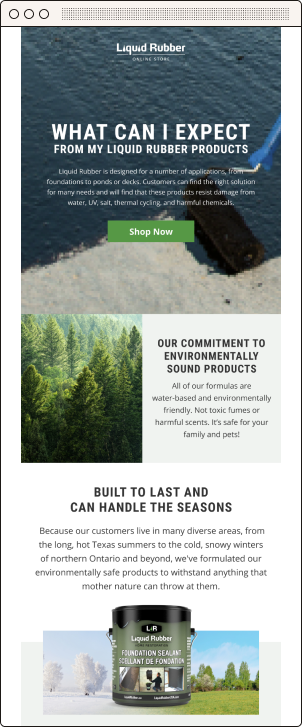 Liquid Rubber
ONLINE STORE
WHAT CAN I EXPECT
FROM MY LIQUID RUBBER PRODUCTS
Liquid Rubber is designed for a number of applications, from
foundations to ponds or decks. Customers can find the right solution
for many needs and will find that these products resist damage from
water, UV, salt, thermal cycling, and harmful chemicals.
Shop Now
OUR COMMITMENT TO
ENVIRONMENTALLY
SOUND PRODUCTS
All of our formulas are
water-based and environmentally
friendly. Not toxic fumes or
harmful scents. It's safe for your
family and pets!
BUILT TO LAST AND
CAN HANDLE THE SEASONS
Because our customers live in many diverse areas, from
the long, hot Texas summers to the cold, snowy winters
of northern Ontario and beyond, we've formulated our
environmentally safe products to withstand anything that
mother nature can throw at them.
L·R
Liquid Rubber
FOUNDATION SEALANT
SCELLANT DE FONDATION